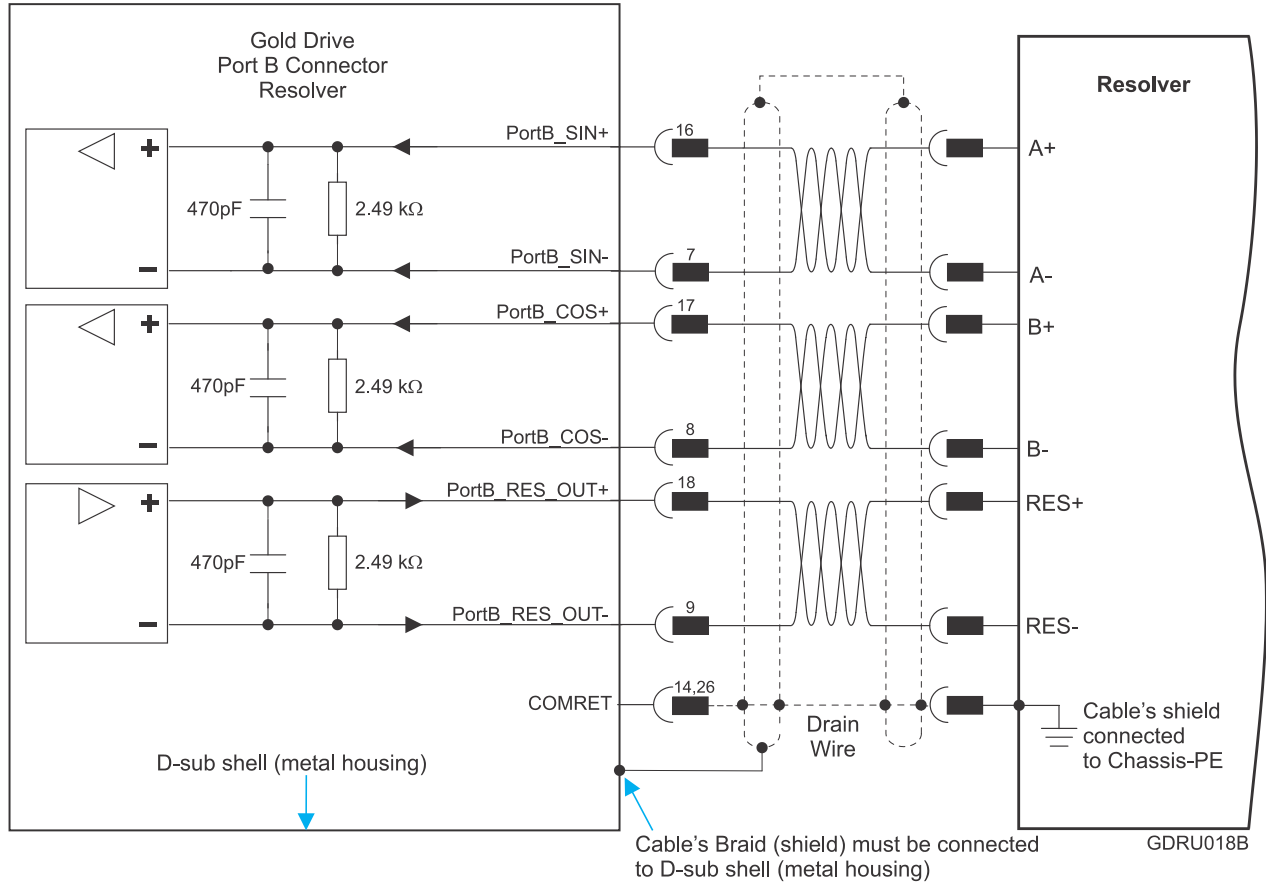 Gold Drive
Port B Connector
Resolver
Resolver
PortB_SIN+
16
A+
470pF
2.49 kΩ
PortB_SIN-
7
A-
PortB_COS+
17
B+
470pF
2.49 kΩ
PortB_COS-
8
B-
PortB_RES_OUT+
18
RES+
470pF
2.49 kΩ
PortB_RES_OUT-
9
RES-
COMRET
14,26
Drain
Wire
Cable's shield
connected
to Chassis-PE
D-sub shell (metal housing)
Cable's Braid (shield) must be connected
to D-sub shell (metal housing)
GDRU018B